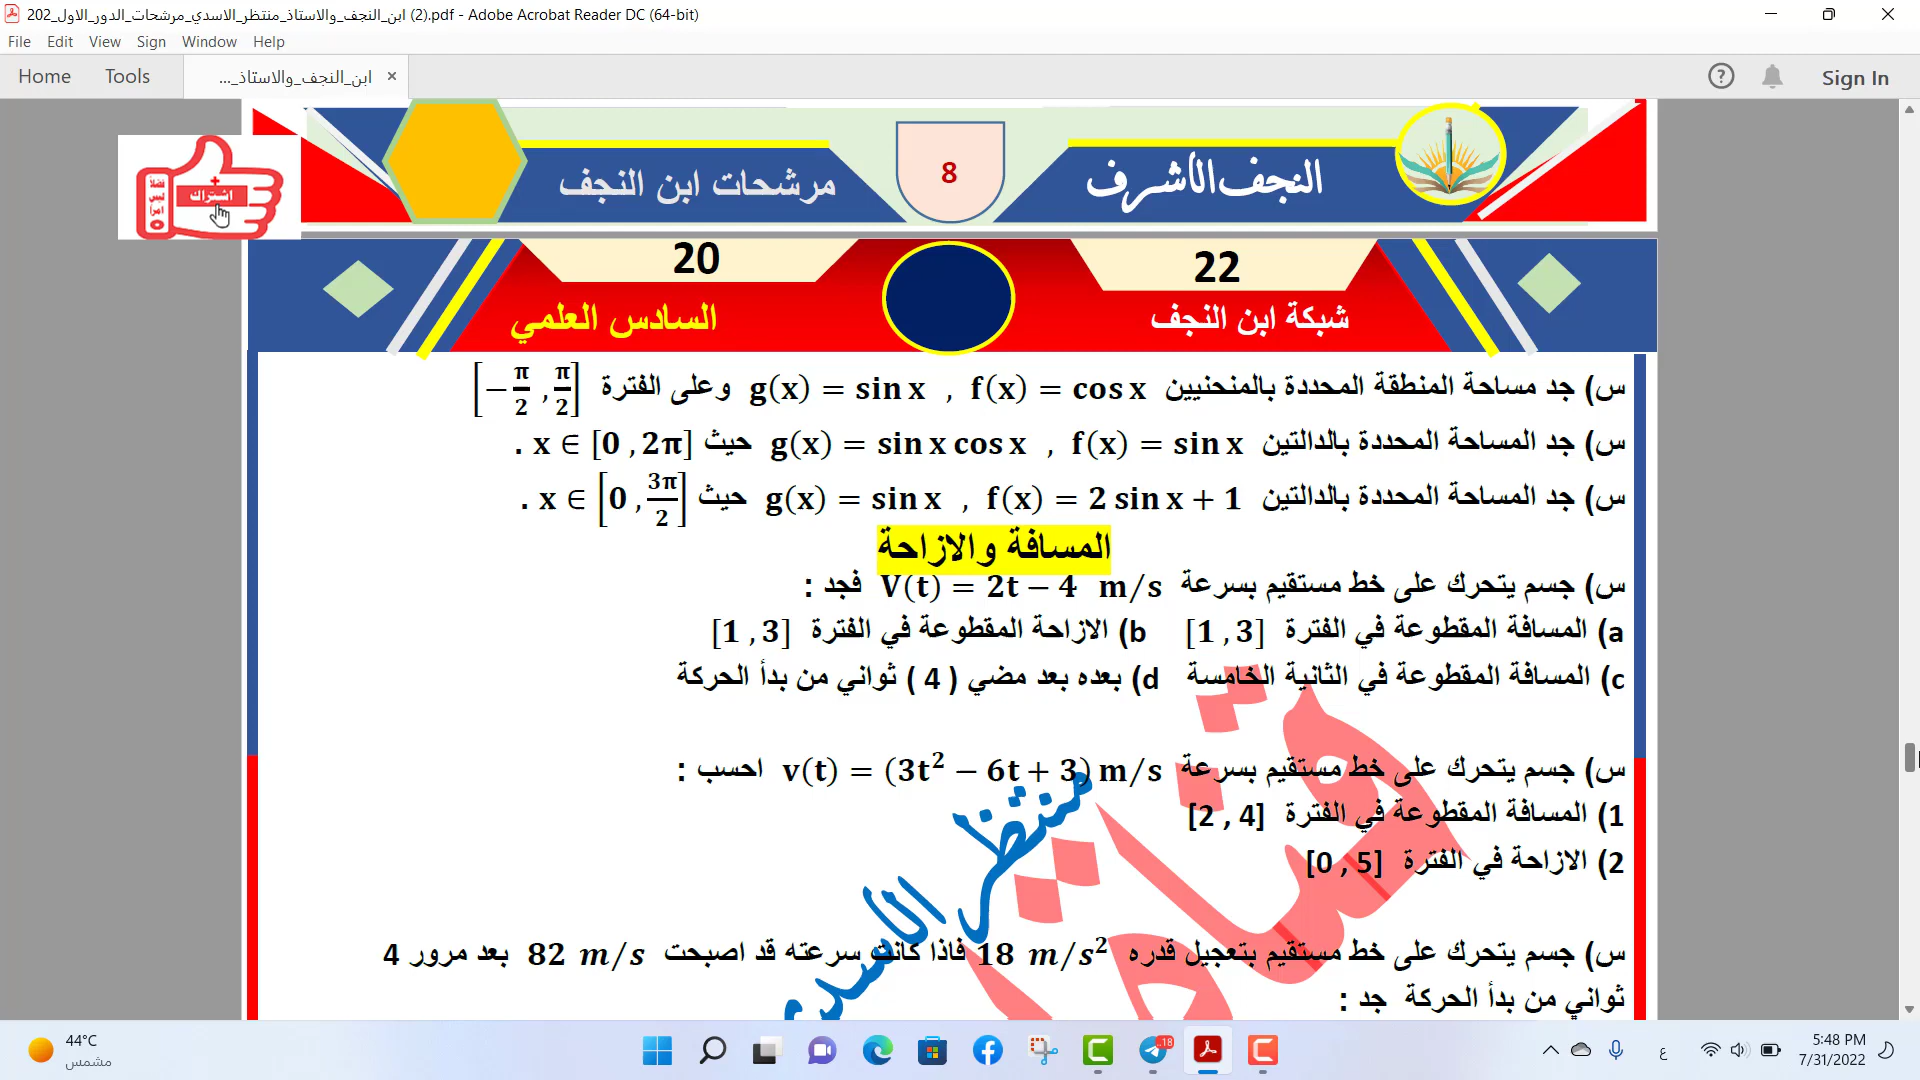 ابن_النجف_والاستاذ_منتظر_الاسدي_مرشحات_الدور_الاول_202 (2).pdf - Adobe Acrobat Reader DC (64-bit)
File Edit View Sign Window Help
Home Tools ابن_النجف_والاستاذ_... × Sign In
النجف الاشرف 8 مرشحات ابن النجف
اشتراك
20 22
شبكة ابن النجف السادس العلمي
س) جد مساحة المنطقة المحددة بالمنحنيين f(x) = cos x , g(x) = sin x وعلى الفترة [−π/2 , π/2]
س) جد المساحة المحددة بالدالتين f(x) = sin x , g(x) = sin x cos x حيث x ∈ [0 , 2π] .
س) جد المساحة المحددة بالدالتين f(x) = 2 sin x + 1 , g(x) = sin x حيث x ∈ [0 , 3π/2] .
المسافة والازاحة
س) جسم يتحرك على خط مستقيم بسرعة V(t) = 2t − 4 m/s فجد :
a) المسافة المقطوعة في الفترة [1 , 3] b) الازاحة المقطوعة في الفترة [1 , 3]
c) المسافة المقطوعة في الثانية الخامسة d) بعده بعد مضي ( 4 ) ثواني من بدأ الحركة
س) جسم يتحرك على خط مستقيم بسرعة v(t) = (3t² − 6t + 3) m/s احسب :
1) المسافة المقطوعة في الفترة [2 , 4]
2) الازاحة في الفترة [0 , 5]
س) جسم يتحرك على خط مستقيم بتعجيل قدره 18 m/s² فاذا كانت سرعته قد اصبحت 82 m/s بعد مرور 4
ثواني من بدأ الحركة جد :
منتظر الاسدي
44°C
مشمس
18
ع
5:48 PM
7/31/2022